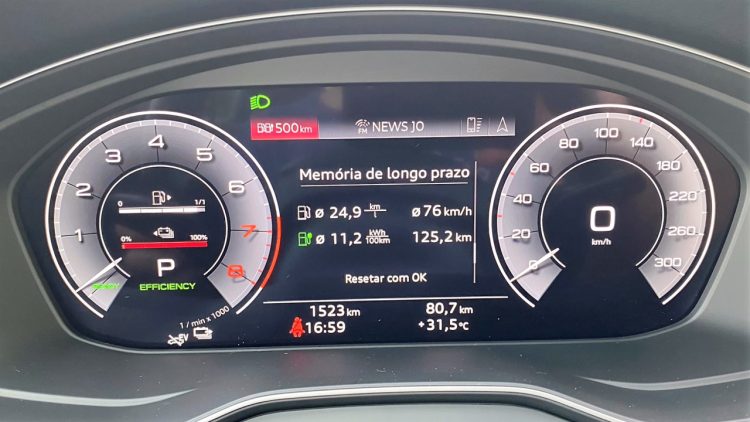 500 km
FM NEWS JO
Memória de longo prazo
ø 24,9 km/l ø 76 km/h
ø 11,2 kWh/100km 125,2 km
Resetar com OK
1523 km 80,7 km
16:59 +31,5°C
1 2 3 4 5 6 7 8
1/1
0% 100%
P
READY EFFICIENCY
1 / min x 1000
EV
0 20 40 60 80 100 140 180 220 260 300
0
km/h